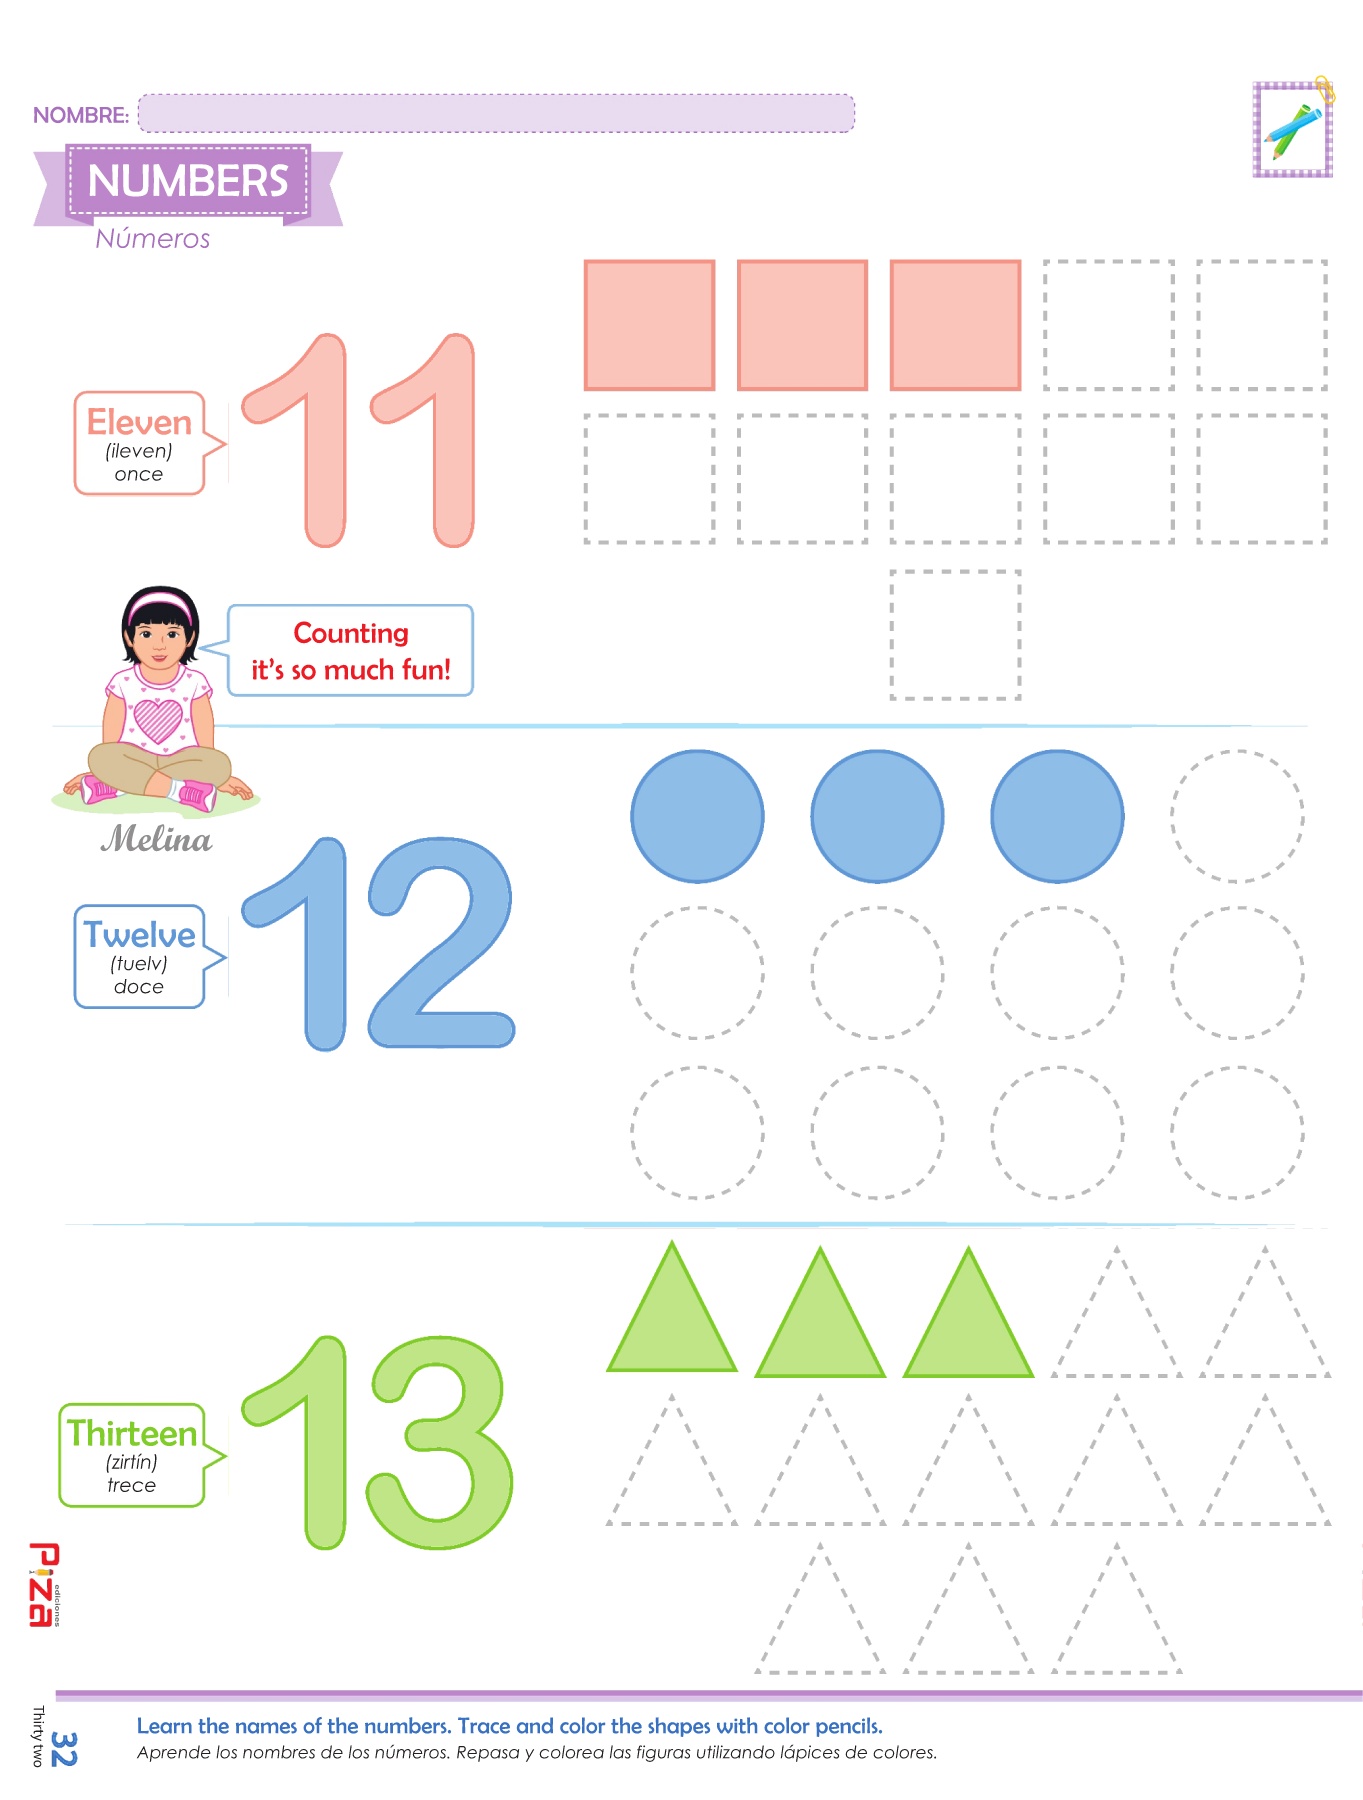 NOMBRE:
NUMBERS
Números
Eleven
(ileven)
once
11
Counting
it's so much fun!
Melina
Twelve
(tuelv)
doce
12
Thirteen
(zirtín)
trece
13
Piza
ediciones
Thirty two
32
Learn the names of the numbers. Trace and color the shapes with color pencils.
Aprende los nombres de los números. Repasa y colorea las figuras utilizando lápices de colores.